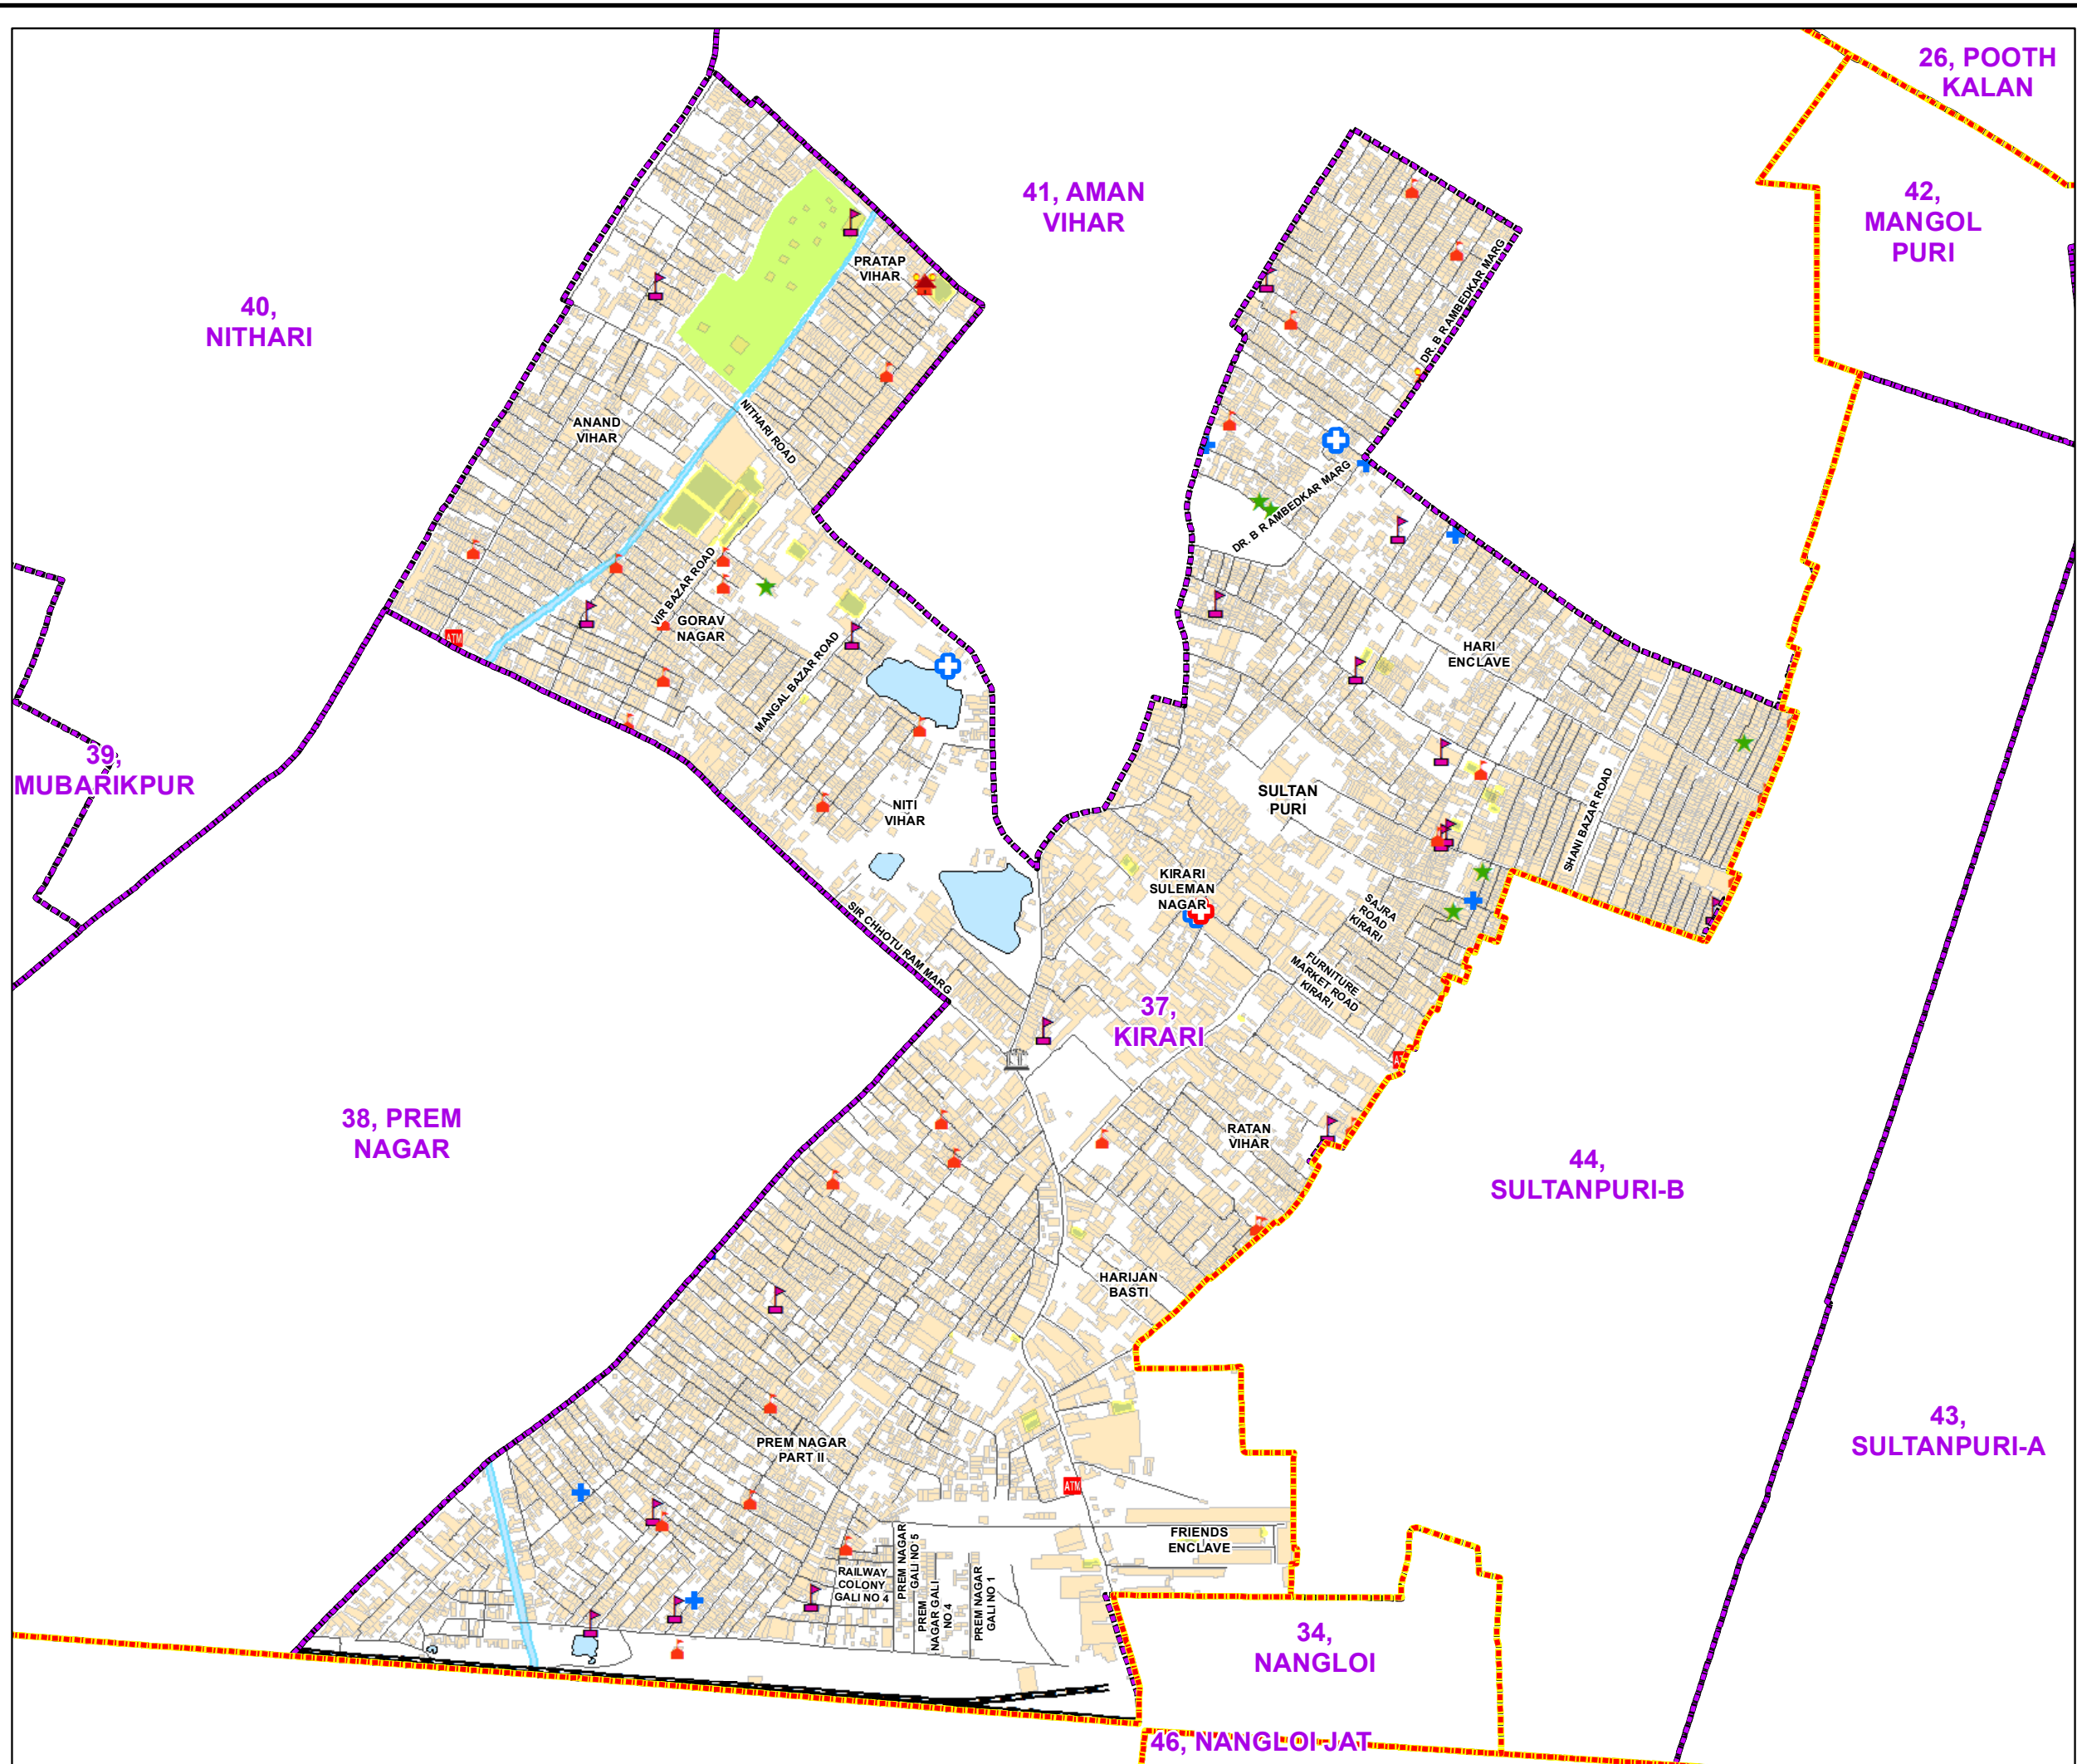 26, POOTH
KALAN
41, AMAN
VIHAR
42,
MANGOL
PURI
40,
NITHARI
PRATAP
VIHAR
DR. B R AMBEDKAR MARG
ANAND
VIHAR
NITHARI ROAD
DR. B R AMBEDKAR MARG
VIR BAZAR ROAD
GORAV
NAGAR
ATM
MANGAL BAZAR ROAD
HARI
ENCLAVE
39,
MUBARIKPUR
NITI
VIHAR
SULTAN
PURI
SHANI BAZAR ROAD
KIRARI
SULEMAN
NAGAR
SAJRA
ROAD
KIRARI
SIR CHHOTU RAM MARG
FURNITURE
MARKET ROAD
KIRARI
37,
KIRARI
38, PREM
NAGAR
RATAN
VIHAR
44,
SULTANPURI-B
HARIJAN
BASTI
43,
SULTANPURI-A
PREM NAGAR
PART II
ATM
FRIENDS
ENCLAVE
RAILWAY
COLONY
GALI NO 4
PREM NAGAR
GALI NO 5
PREM
NAGAR GALI
NO 4
PREM NAGAR
GALI NO 1
34,
NANGLOI
46, NANGLOI JAT